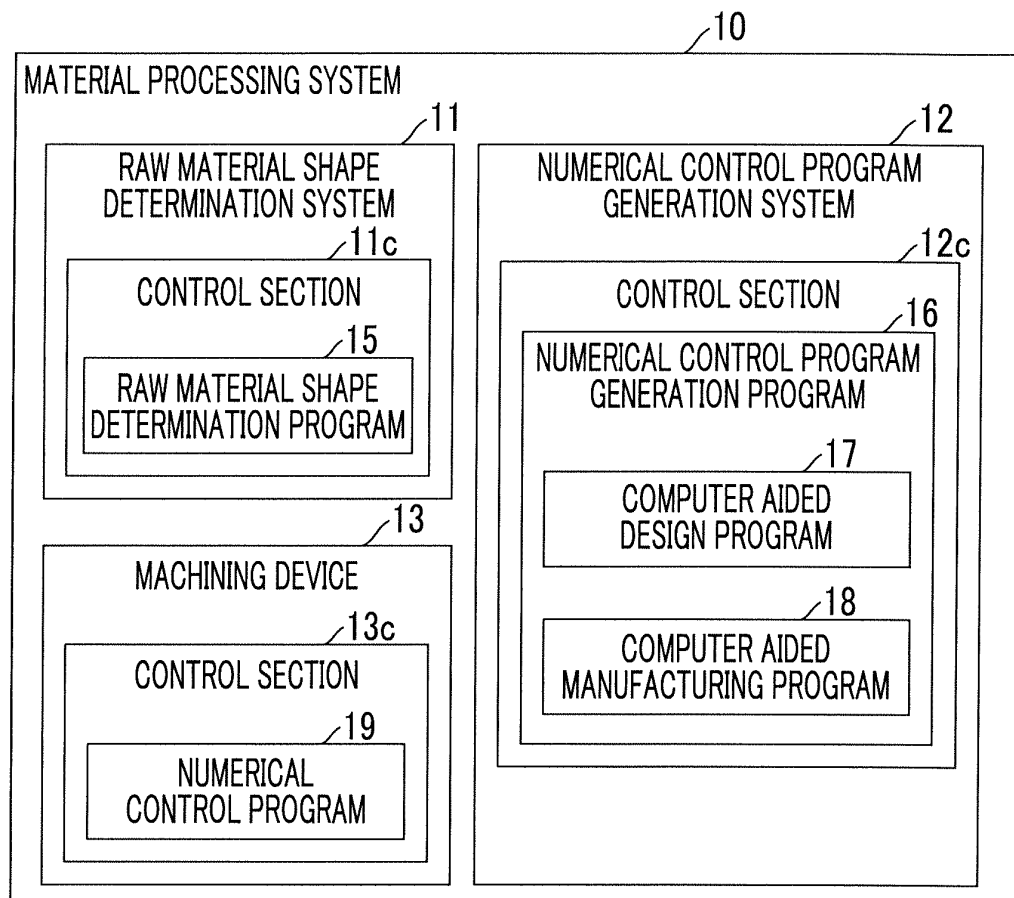 10
MATERIAL PROCESSING SYSTEM
11
RAW MATERIAL SHAPE
DETERMINATION SYSTEM
11c
CONTROL SECTION
15
RAW MATERIAL SHAPE
DETERMINATION PROGRAM
12
NUMERICAL CONTROL PROGRAM
GENERATION SYSTEM
12c
CONTROL SECTION
16
NUMERICAL CONTROL PROGRAM
GENERATION PROGRAM
17
COMPUTER AIDED
DESIGN PROGRAM
18
COMPUTER AIDED
MANUFACTURING PROGRAM
13
MACHINING DEVICE
13c
CONTROL SECTION
19
NUMERICAL
CONTROL PROGRAM